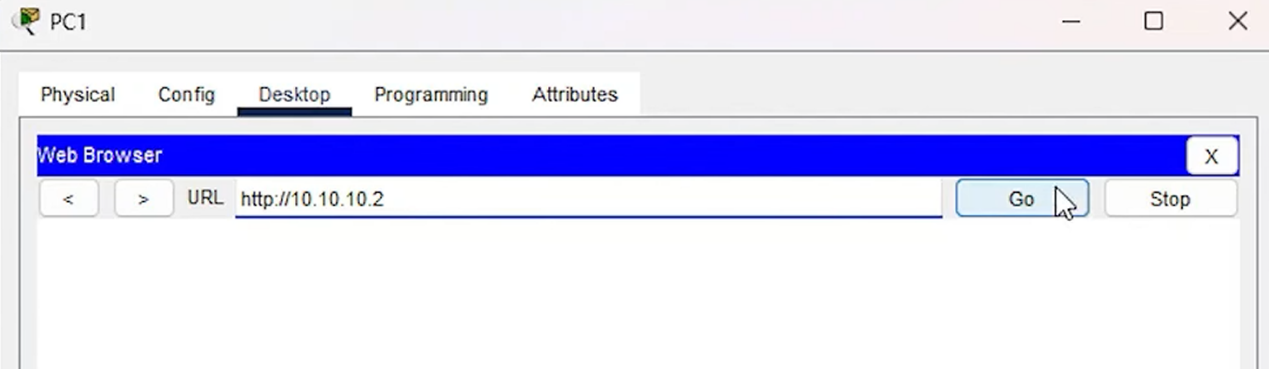 PC1
Physical Config Desktop Programming Attributes
Web Browser X
< > URL http://10.10.10.2 Go Stop